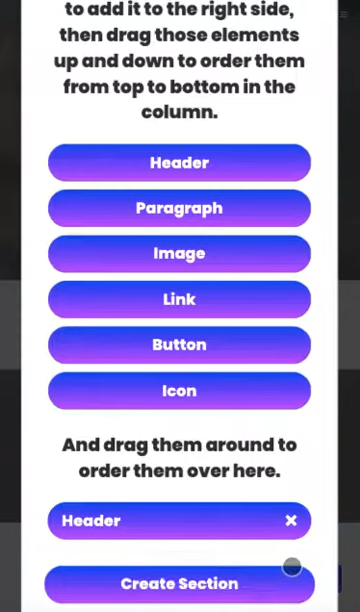 to add it to the right side,
then drag those elements
up and down to order them
from top to bottom in the
column.
Header
Paragraph
Image
Link
Button
Icon
And drag them around to
order them over here.
Header ×
Create Section